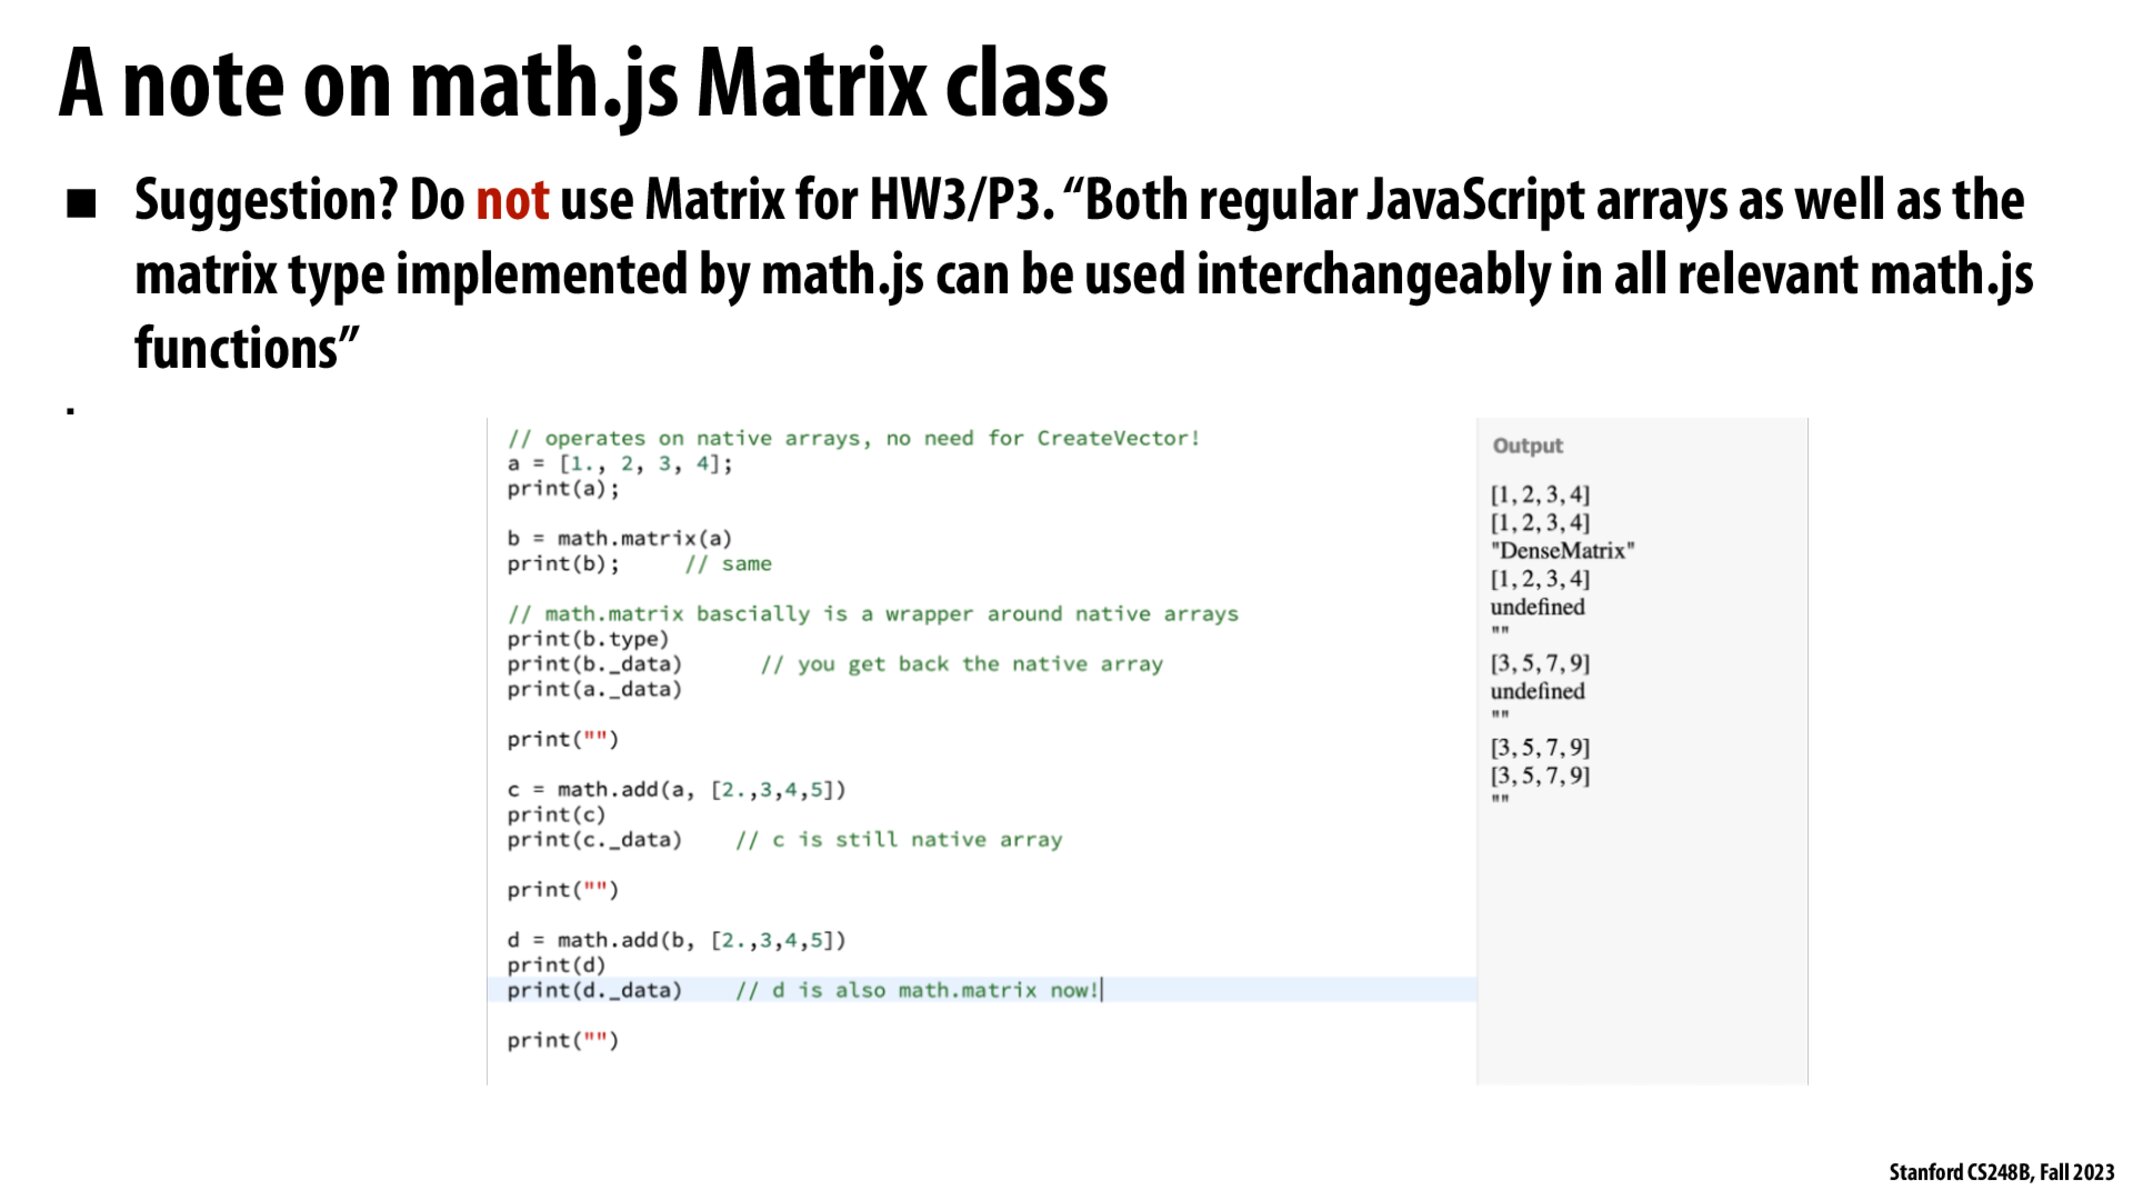 A note on math.js Matrix class
■ Suggestion? Do not use Matrix for HW3/P3. “Both regular JavaScript arrays as well as the
matrix type implemented by math.js can be used interchangeably in all relevant math.js
functions”
▪
// operates on native arrays, no need for CreateVector!
a = [1., 2, 3, 4];
print(a);
b = math.matrix(a)
print(b);     // same
// math.matrix bascially is a wrapper around native arrays
print(b.type)
print(b._data)      // you get back the native array
print(a._data)
print("")
c = math.add(a, [2.,3,4,5])
print(c)
print(c._data)    // c is still native array
print("")
d = math.add(b, [2.,3,4,5])
print(d)
print(d._data)    // d is also math.matrix now!
print("")
Output
[1, 2, 3, 4]
[1, 2, 3, 4]
"DenseMatrix"
[1, 2, 3, 4]
undefined
""
[3, 5, 7, 9]
undefined
""
[3, 5, 7, 9]
[3, 5, 7, 9]
""
Stanford CS248B, Fall 2023